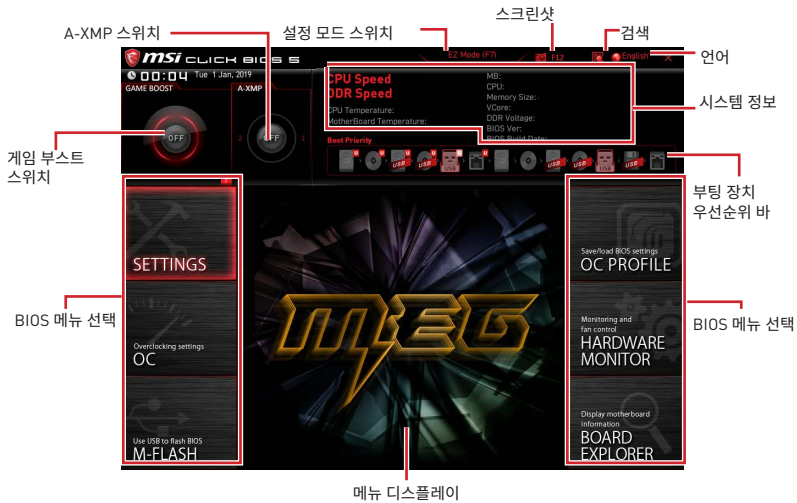 스크린샷
A-XMP 스위치
설정 모드 스위치
검색
언어
시스템 정보
게임 부스트
스위치
부팅 장치
우선순위 바
BIOS 메뉴 선택
BIOS 메뉴 선택
메뉴 디스플레이
msi CLICK BIOS 5
EZ Mode (F7)
F12
English
X
00:04 Tue 1 Jan, 2019
GAME BOOST
A-XMP
OFF
2
OFF
1
CPU Speed
DDR Speed
CPU Temperature:
MotherBoard Temperature:
MB:
CPU:
Memory Size:
VCore:
DDR Voltage:
BIOS Ver:
BIOS Build Date:
Boot Priority
U
U
U
U
U
U
USB
USB
USB
USB
USB
USB
USB
SETTINGS
Overclocking settings
OC
Use USB to flash BIOS
M-FLASH
MEG
Save/load BIOS settings
OC PROFILE
Monitoring and
fan control
HARDWARE
MONITOR
Display motherboard
information
BOARD
EXPLORER